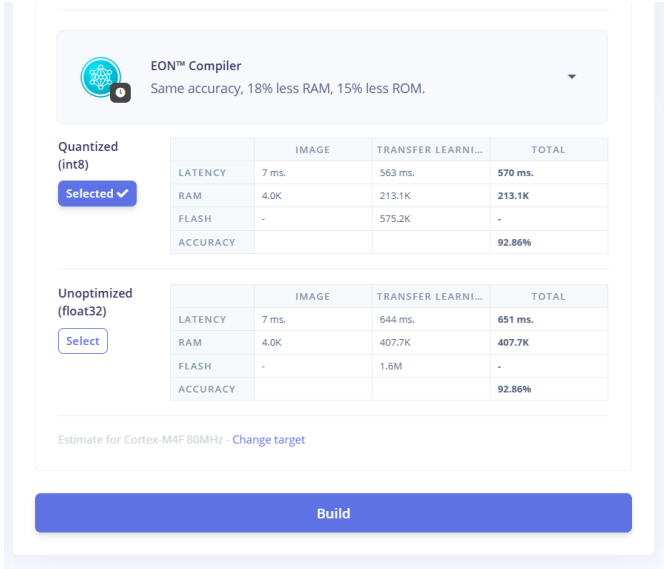 EON™ Compiler
Same accuracy, 18% less RAM, 15% less ROM.
Quantized
(int8)
Selected
IMAGE TRANSFER LEARNI... TOTAL
LATENCY 7 ms. 563 ms. 570 ms.
RAM 4.0K 213.1K 213.1K
FLASH - 575.2K -
ACCURACY 92.86%
Unoptimized
(float32)
Select
IMAGE TRANSFER LEARNI... TOTAL
LATENCY 7 ms. 644 ms. 651 ms.
RAM 4.0K 407.7K 407.7K
FLASH - 1.6M -
ACCURACY 92.86%
Estimate for Cortex-M4F 80MHz - Change target
Build